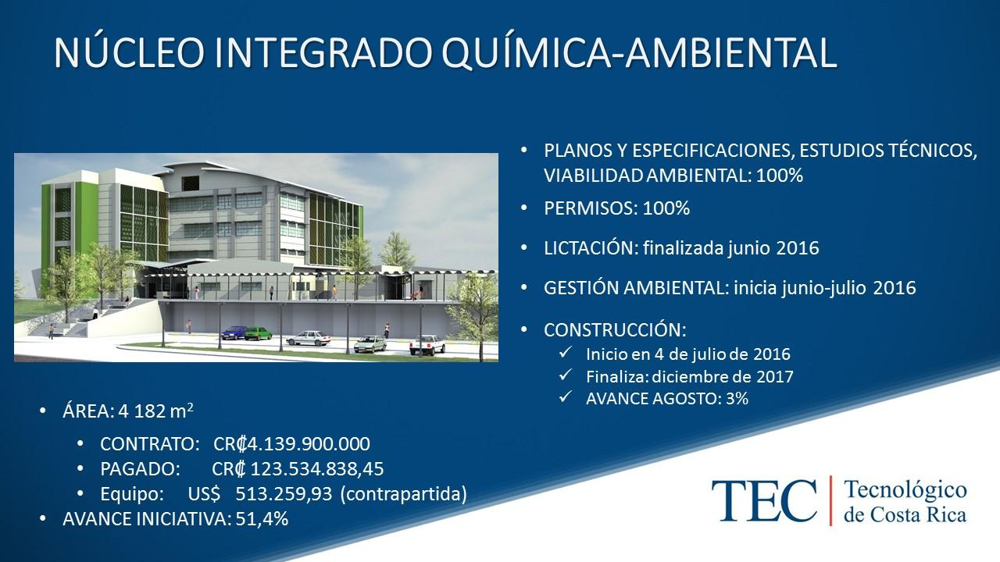 NÚCLEO INTEGRADO QUÍMICA-AMBIENTAL
• PLANOS Y ESPECIFICACIONES, ESTUDIOS TÉCNICOS,
VIABILIDAD AMBIENTAL: 100%
• PERMISOS: 100%
• LICTACIÓN: finalizada junio 2016
• GESTIÓN AMBIENTAL: inicia junio-julio 2016
• CONSTRUCCIÓN:
✓ Inicio en 4 de julio de 2016
✓ Finaliza: diciembre de 2017
✓ AVANCE AGOSTO: 3%
• ÁREA: 4 182 m²
• CONTRATO: CR₡4.139.900.000
• PAGADO: CR₡ 123.534.838,45
• Equipo: US$ 513.259,93 (contrapartida)
• AVANCE INICIATIVA: 51,4%
TEC | Tecnológico
de Costa Rica